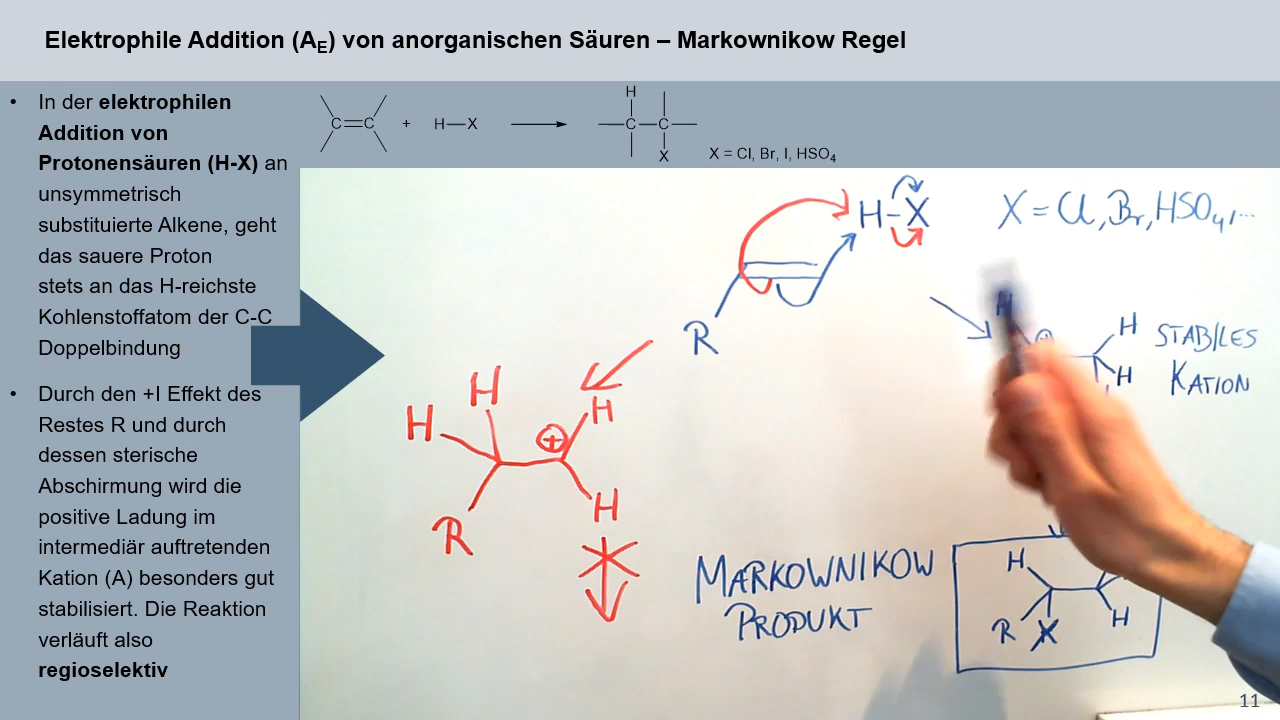 Elektrophile Addition (AE) von anorganischen Säuren – Markownikow Regel
• In der elektrophilen
Addition von
Protonensäuren (H-X) an
unsymmetrisch
substituierte Alkene, geht
das sauere Proton
stets an das H-reichste
Kohlenstoffatom der C-C
Doppelbindung
• Durch den +I Effekt des
Restes R und durch
dessen sterische
Abschirmung wird die
positive Ladung im
intermediär auftretenden
Kation (A) besonders gut
stabilisiert. Die Reaktion
verläuft also
regioselektiv
H
C=C + H—X → C—C
X
X = Cl, Br, I, HSO4
H-X
X = Cl, Br, HSO4, ...
R
H
⊕
H
STABILES
H
KATION
H
H
H
⊕
R
H
MARKOWNIKOW
PRODUKT
H
R
X
H
11